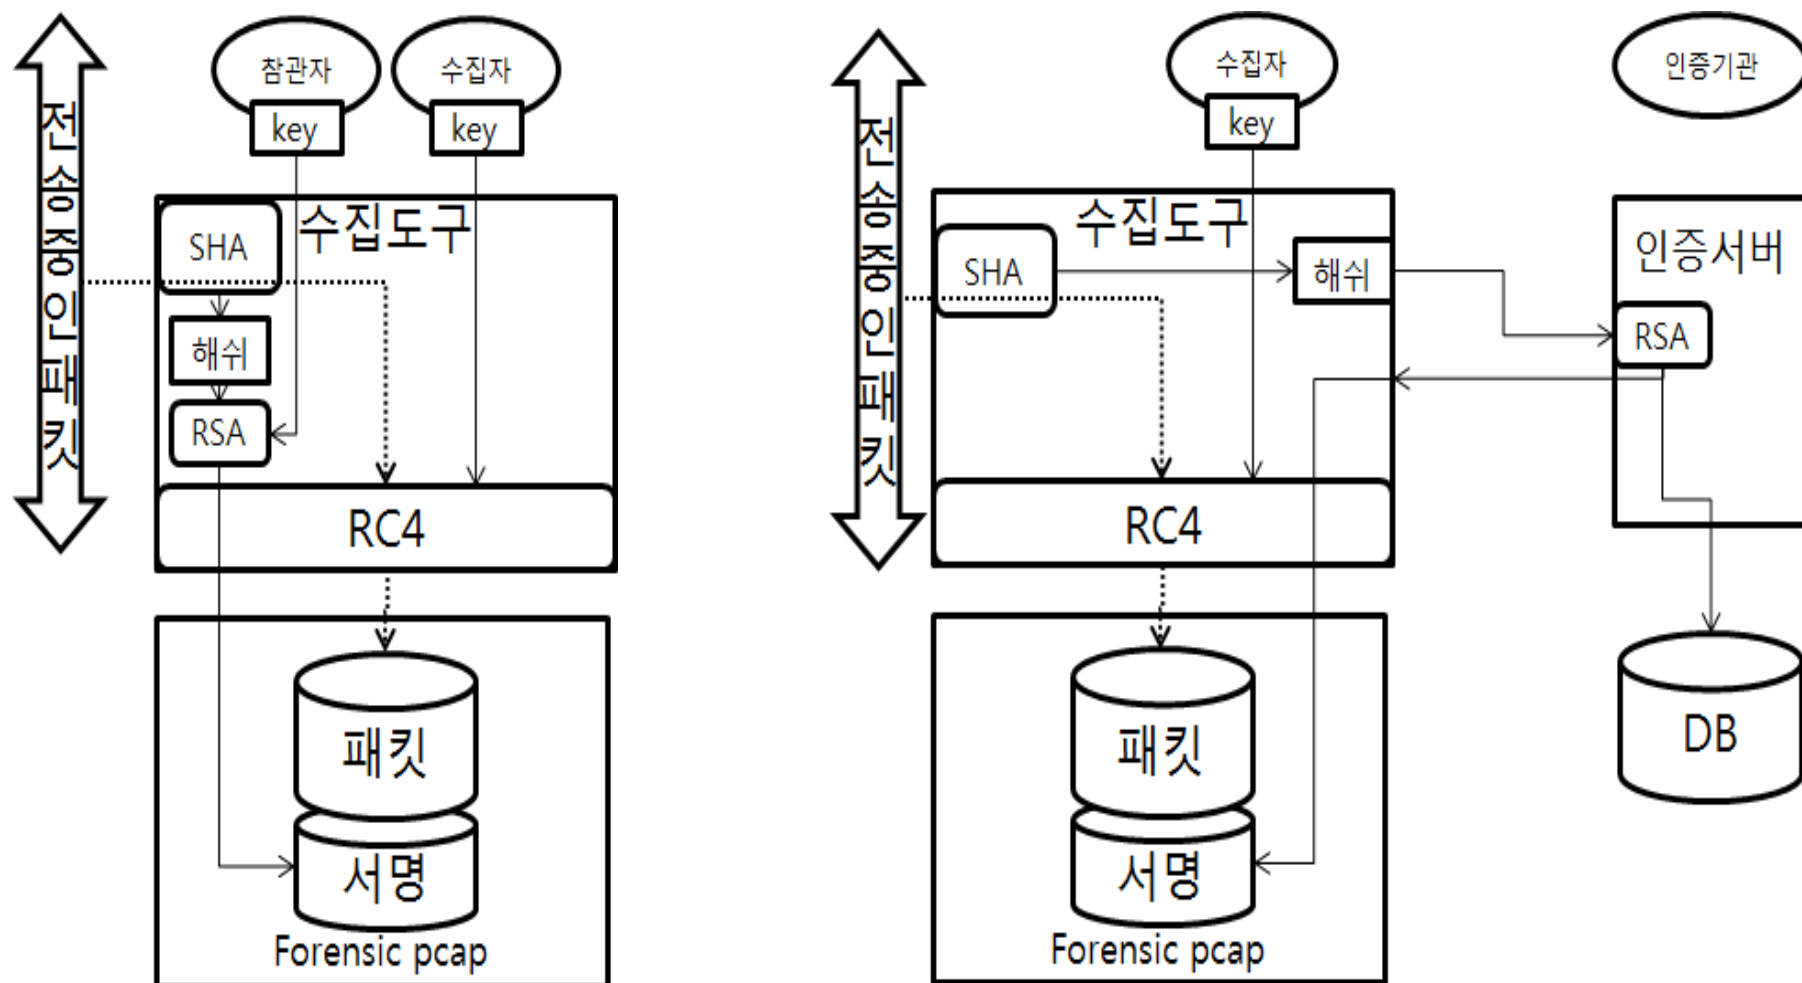 전송중인패킷
참관자
key
수집자
key
수집도구
SHA
해쉬
RSA
RC4
패킷
서명
Forensic pcap
전송중인패킷
수집자
key
수집도구
SHA
해쉬
RC4
패킷
서명
Forensic pcap
인증기관
인증서버
RSA
DB